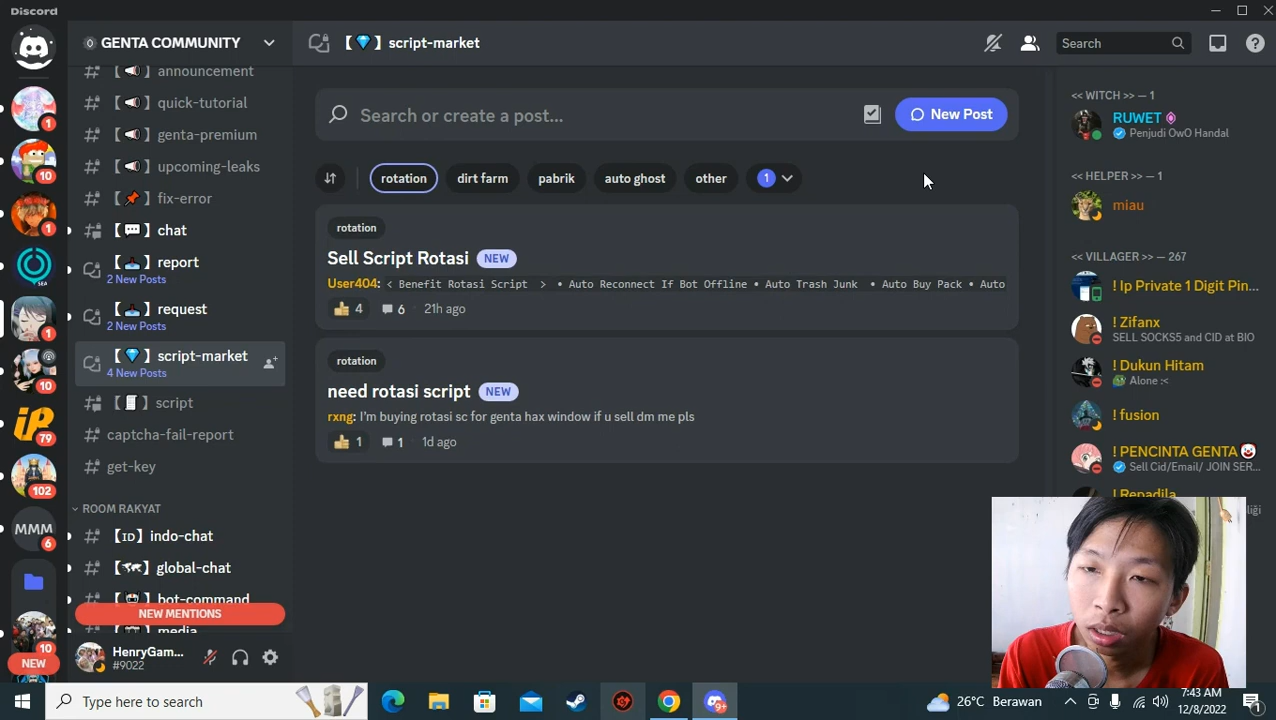 Discord
GENTA COMMUNITY
announcement
quick-tutorial
genta-premium
upcoming-leaks
fix-error
chat
report
2 New Posts
request
2 New Posts
script-market
4 New Posts
script
captcha-fail-report
get-key
ROOM RAKYAT
【ID】 indo-chat
global-chat
bot-command
NEW MENTIONS
media
HenryGam...
#9022
1
10
1
SEA
1
10
79
102
MMM
6
10
NEW
script-market
Search
Search or create a post...
New Post
rotation
dirt farm
pabrik
auto ghost
other
1
rotation
Sell Script Rotasi NEW
User404: < Benefit Rotasi Script > • Auto Reconnect If Bot Offline • Auto Trash Junk • Auto Buy Pack • Auto
4 6 21h ago
rotation
need rotasi script NEW
rxng: I'm buying rotasi sc for genta hax window if u sell dm me pls
1 1 1d ago
<< WITCH >> — 1
RUWET
Penjudi OwO Handal
<< HELPER >> — 1
miau
<< VILLAGER >> — 267
! Ip Private 1 Digit Pin...
! Zifanx
SELL SOCKS5 and CID at BIO
! Dukun Hitam
Alone :<
! fusion
! PENCINTA GENTA
Sell Cid/Email/ JOIN SER...
! Repadila
Type here to search
9+
26°C Berawan
7:43 AM
12/8/2022
1